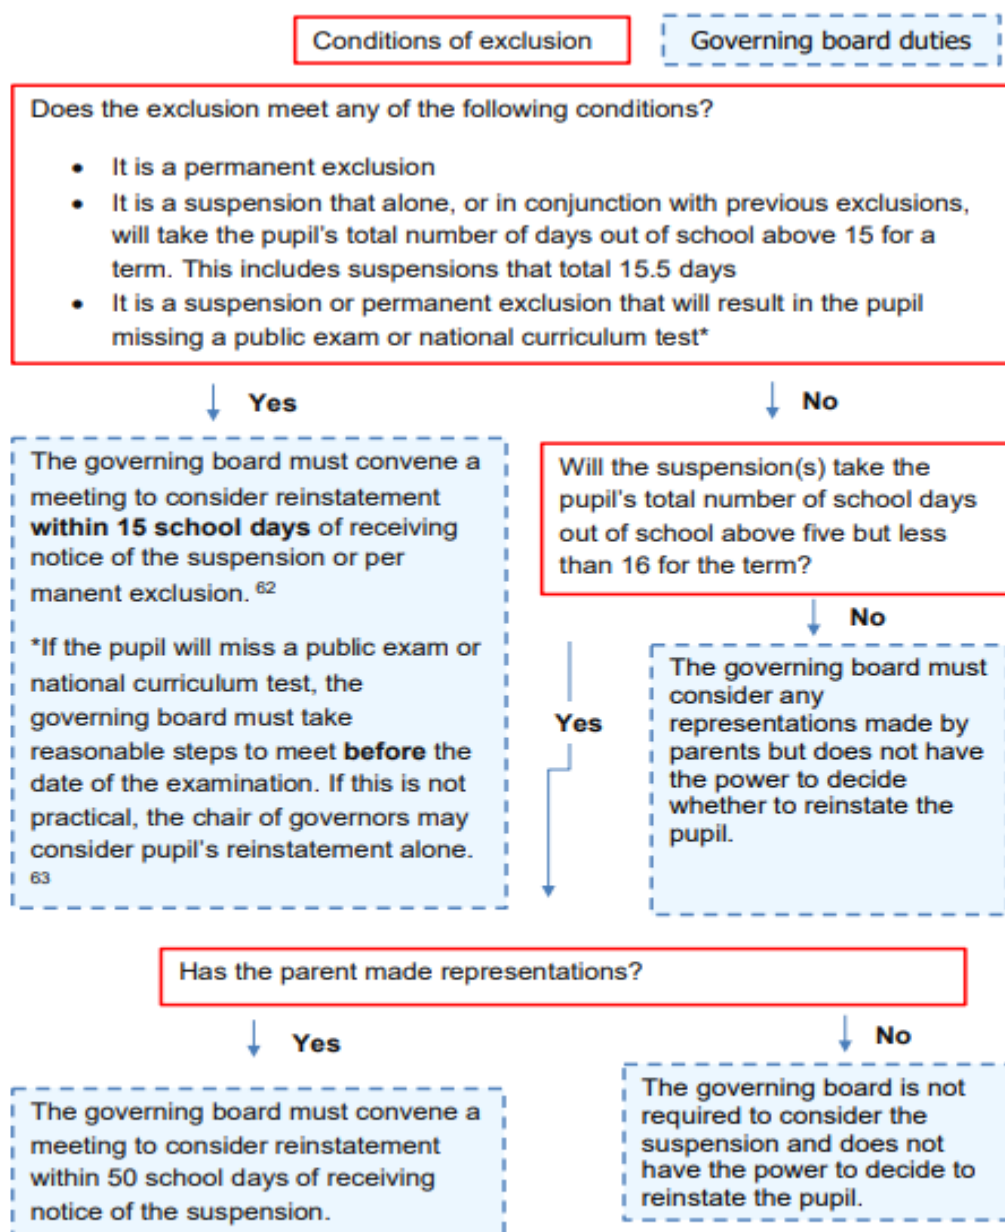 Conditions of exclusion
Governing board duties
Does the exclusion meet any of the following conditions?
• It is a permanent exclusion
• It is a suspension that alone, or in conjunction with previous exclusions,
will take the pupil's total number of days out of school above 15 for a
term. This includes suspensions that total 15.5 days
• It is a suspension or permanent exclusion that will result in the pupil
missing a public exam or national curriculum test*
Yes
No
The governing board must convene a
meeting to consider reinstatement
within 15 school days of receiving
notice of the suspension or per
manent exclusion. 62
*If the pupil will miss a public exam or
national curriculum test, the
governing board must take
reasonable steps to meet before the
date of the examination. If this is not
practical, the chair of governors may
consider pupil's reinstatement alone.
63
Will the suspension(s) take the
pupil's total number of school days
out of school above five but less
than 16 for the term?
Yes
No
The governing board must
consider any
representations made by
parents but does not have
the power to decide
whether to reinstate the
pupil.
Has the parent made representations?
Yes
No
The governing board must convene a
meeting to consider reinstatement
within 50 school days of receiving
notice of the suspension.
The governing board is not
required to consider the
suspension and does not
have the power to decide to
reinstate the pupil.